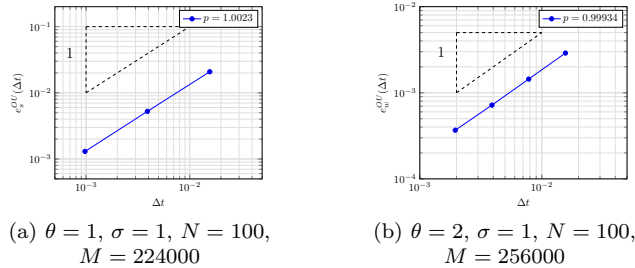 10⁻¹
p = 1.0023
1
e_s^{OU}(Δt)
10⁻²
10⁻³
10⁻³ 10⁻²
Δt
(a) θ = 1, σ = 1, N = 100,
M = 224000
10⁻²
p = 0.99934
1
e_w^{OU}(Δt)
10⁻³
10⁻⁴
10⁻³ 10⁻²
Δt
(b) θ = 2, σ = 1, N = 100,
M = 256000